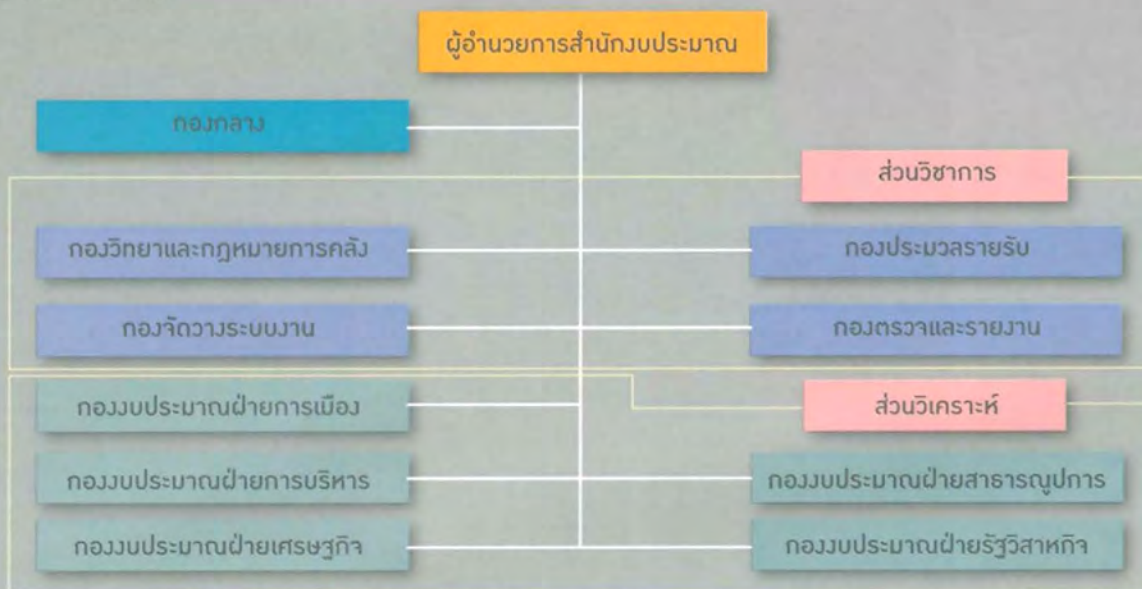 ผู้อำนวยการสำนักงบประมาณ
กองกลาง
ส่วนวิชาการ
กองวิทยาและกฎหมายการคลัง
กองประมวลรายรับ
กองจัดวางระบบงาน
กองตรวจและรายงาน
กองงบประมาณฝ่ายการเมือง
ส่วนวิเคราะห์
กองงบประมาณฝ่ายการบริหาร
กองงบประมาณฝ่ายสาธารณูปการ
กองงบประมาณฝ่ายเศรษฐกิจ
กองงบประมาณฝ่ายรัฐวิสาหกิจ